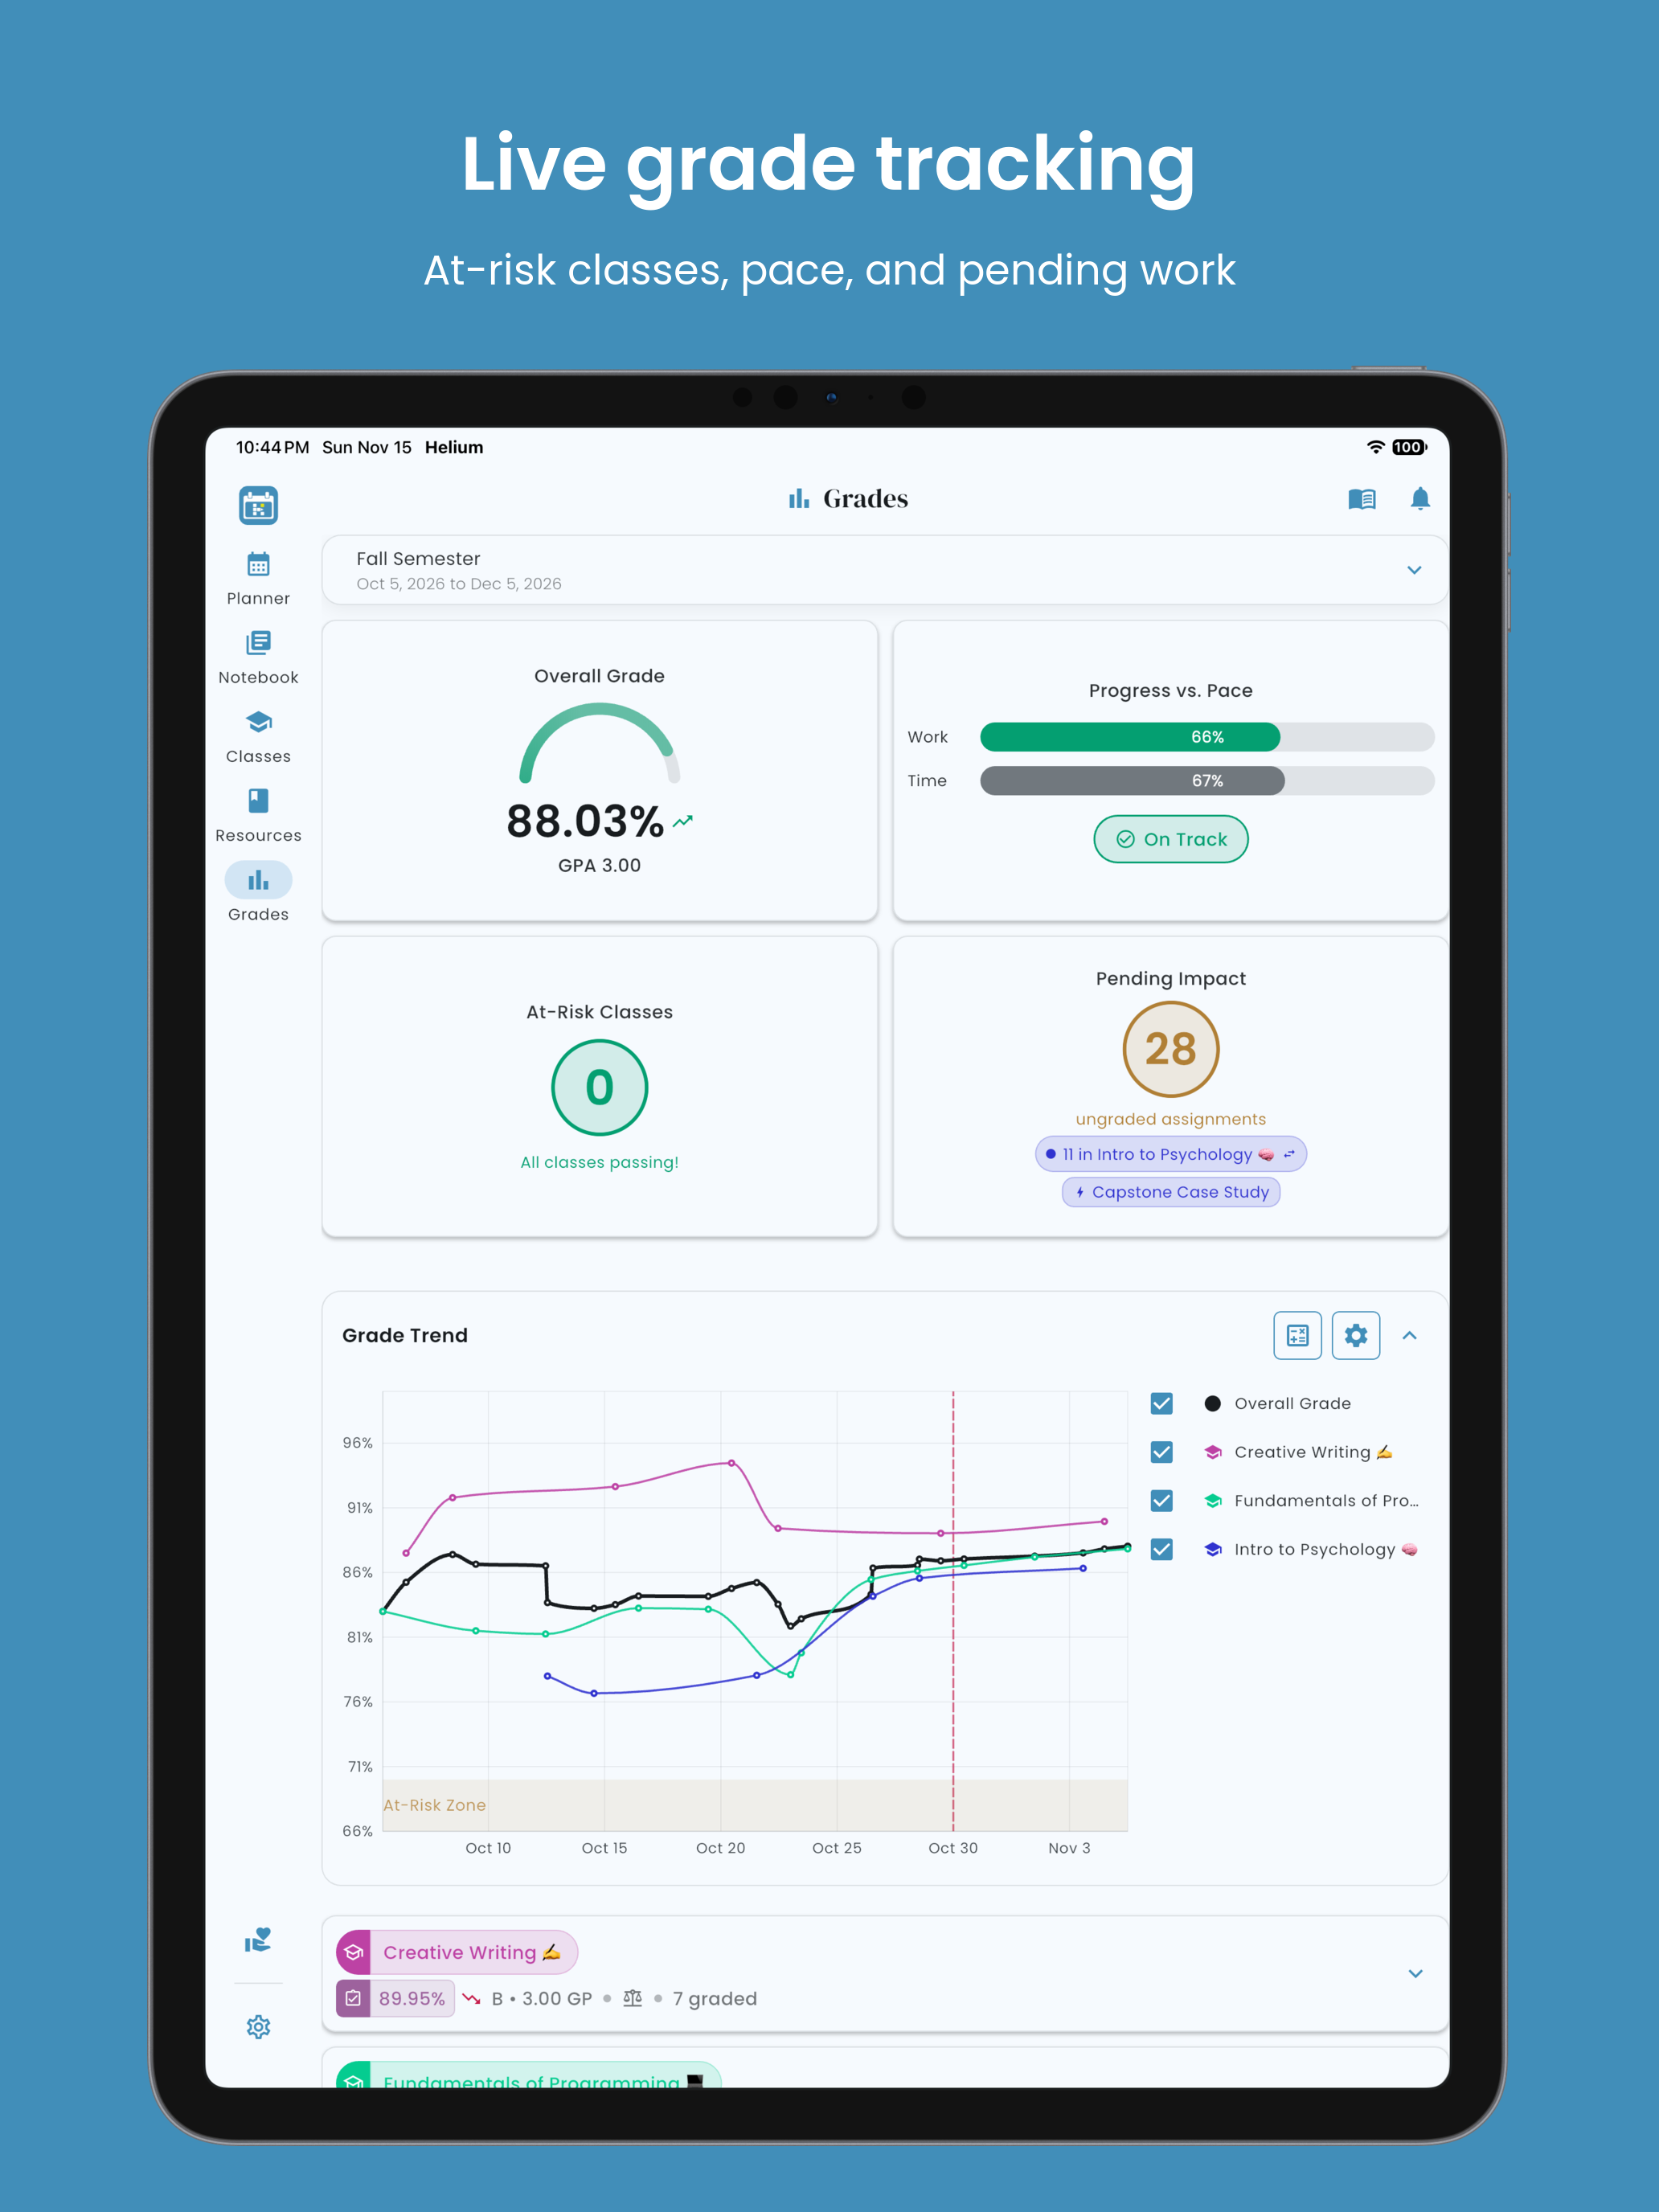 Live grade tracking
At-risk classes, pace, and pending work
10:44 PM Sun Nov 15 Helium
100
Grades
Planner
Notebook
Classes
Resources
Grades
Fall Semester
Oct 5, 2026 to Dec 5, 2026
Overall Grade
88.03%
GPA 3.00
Progress vs. Pace
Work 66%
Time 67%
On Track
At-Risk Classes
0
All classes passing!
Pending Impact
28
ungraded assignments
11 in Intro to Psychology 🧠
Capstone Case Study
Grade Trend
96%
91%
86%
81%
76%
71%
66%
At-Risk Zone
Oct 10 Oct 15 Oct 20 Oct 25 Oct 30 Nov 3
Overall Grade
Creative Writing ✍️
Fundamentals of Pro...
Intro to Psychology 🧠
Creative Writing ✍️
89.95% B • 3.00 GP • • 7 graded
Fundamentals of Programming